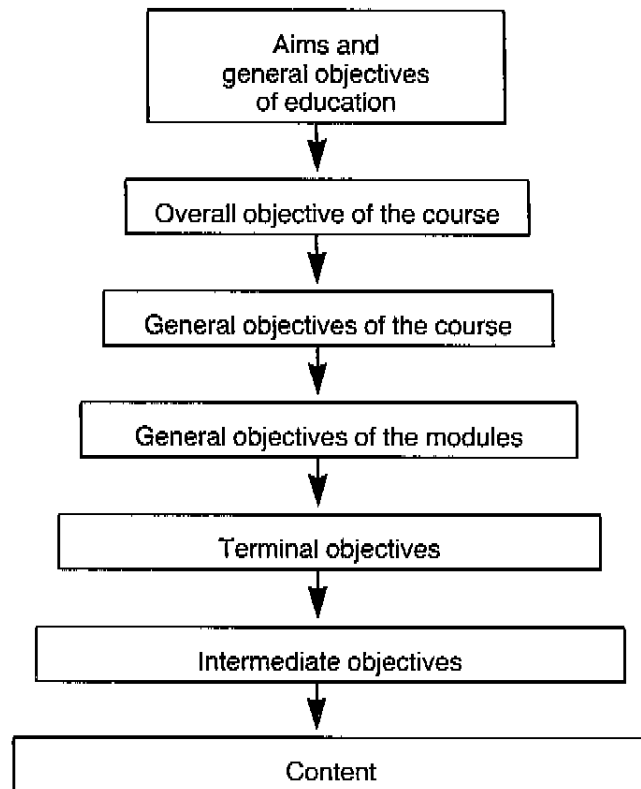 Aims and
general objectives
of education
Overall objective of the course
General objectives of the course
General objectives of the modules
Terminal objectives
Intermediate objectives
Content